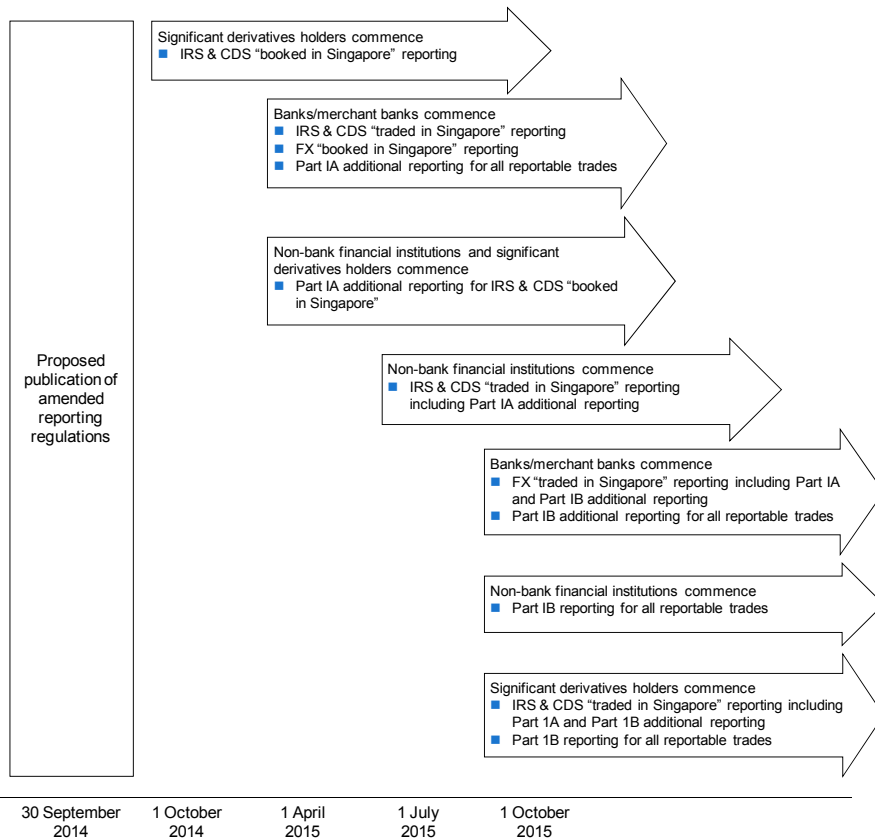 Significant derivatives holders commence
■ IRS & CDS “booked in Singapore” reporting
Banks/merchant banks commence
■ IRS & CDS “traded in Singapore” reporting
■ FX “booked in Singapore” reporting
■ Part IA additional reporting for all reportable trades
Non-bank financial institutions and significant
derivatives holders commence
■ Part IA additional reporting for IRS & CDS “booked
in Singapore”
Proposed
publication of
amended
reporting
regulations
Non-bank financial institutions commence
■ IRS & CDS “traded in Singapore” reporting
including Part IA additional reporting
Banks/merchant banks commence
■ FX “traded in Singapore” reporting including Part IA
and Part IB additional reporting
■ Part IB additional reporting for all reportable trades
Non-bank financial institutions commence
■ Part IB reporting for all reportable trades
Significant derivatives holders commence
■ IRS & CDS “traded in Singapore” reporting including
Part 1A and Part 1B additional reporting
■ Part 1B reporting for all reportable trades
30 September
2014
1 October
2014
1 April
2015
1 July
2015
1 October
2015